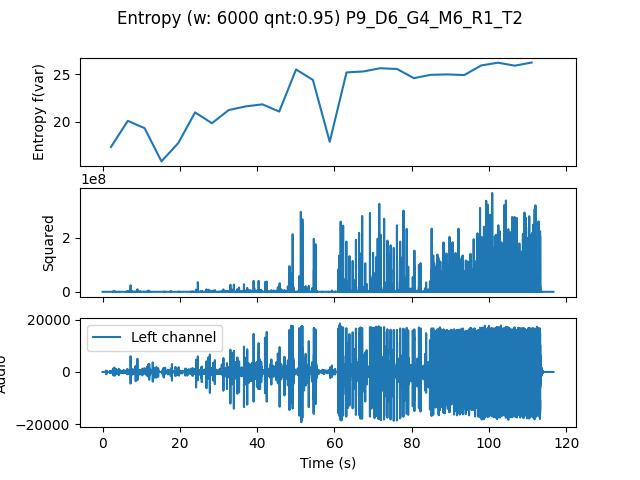 Entropy (w: 6000 qnt:0.95) P9_D6_G4_M6_R1_T2
Entropy f(var)
25
20
1e8
Squared
2
0
Audio
20000
0
−20000
Left channel
0 20 40 60 80 100 120
Time (s)